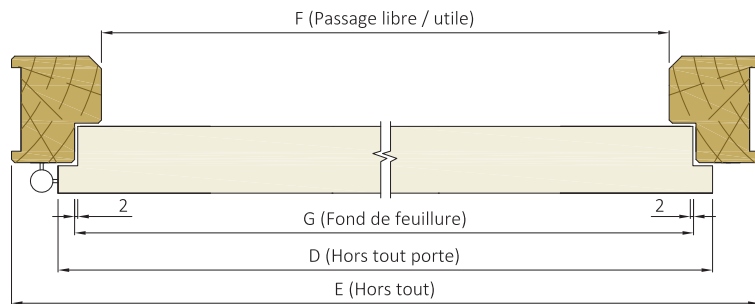 F (Passage libre / utile)
2
2
G (Fond de feuillure)
D (Hors tout porte)
E (Hors tout)